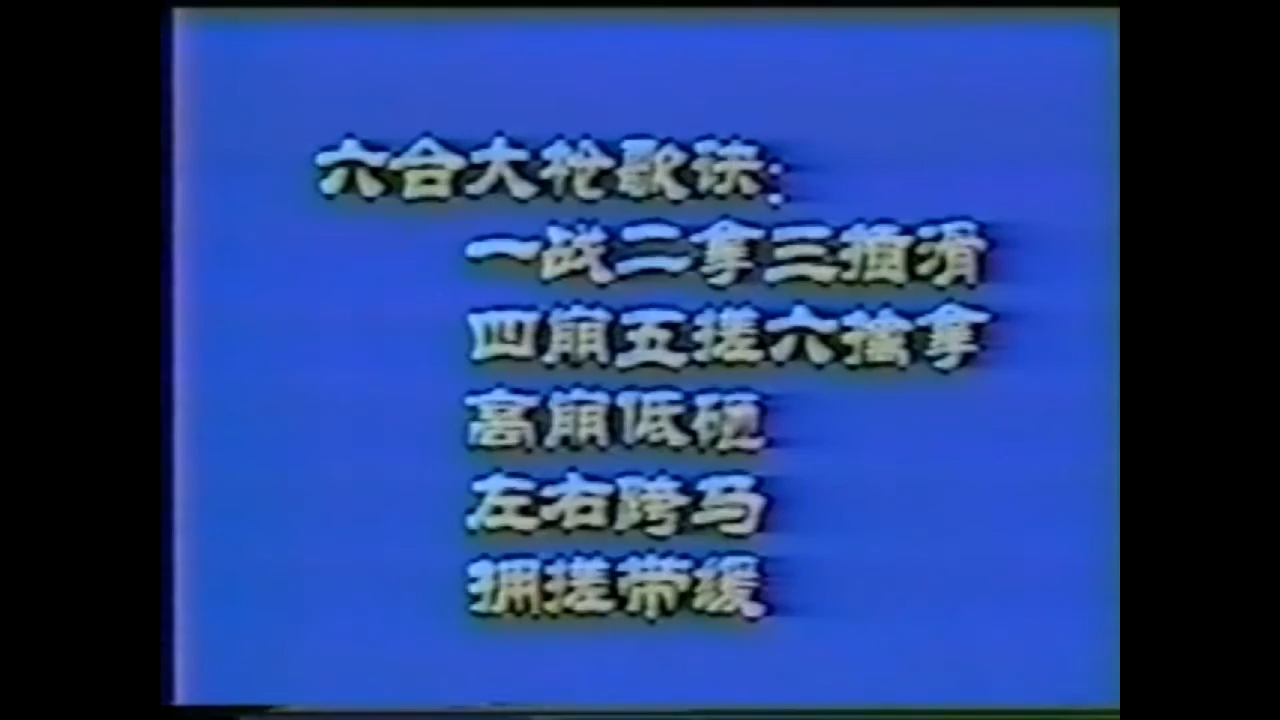 六合大枪歌诀:
一战二拿三插滑
四崩五搓六擒拿
高崩低砸
左右跨马
拥搓带缓